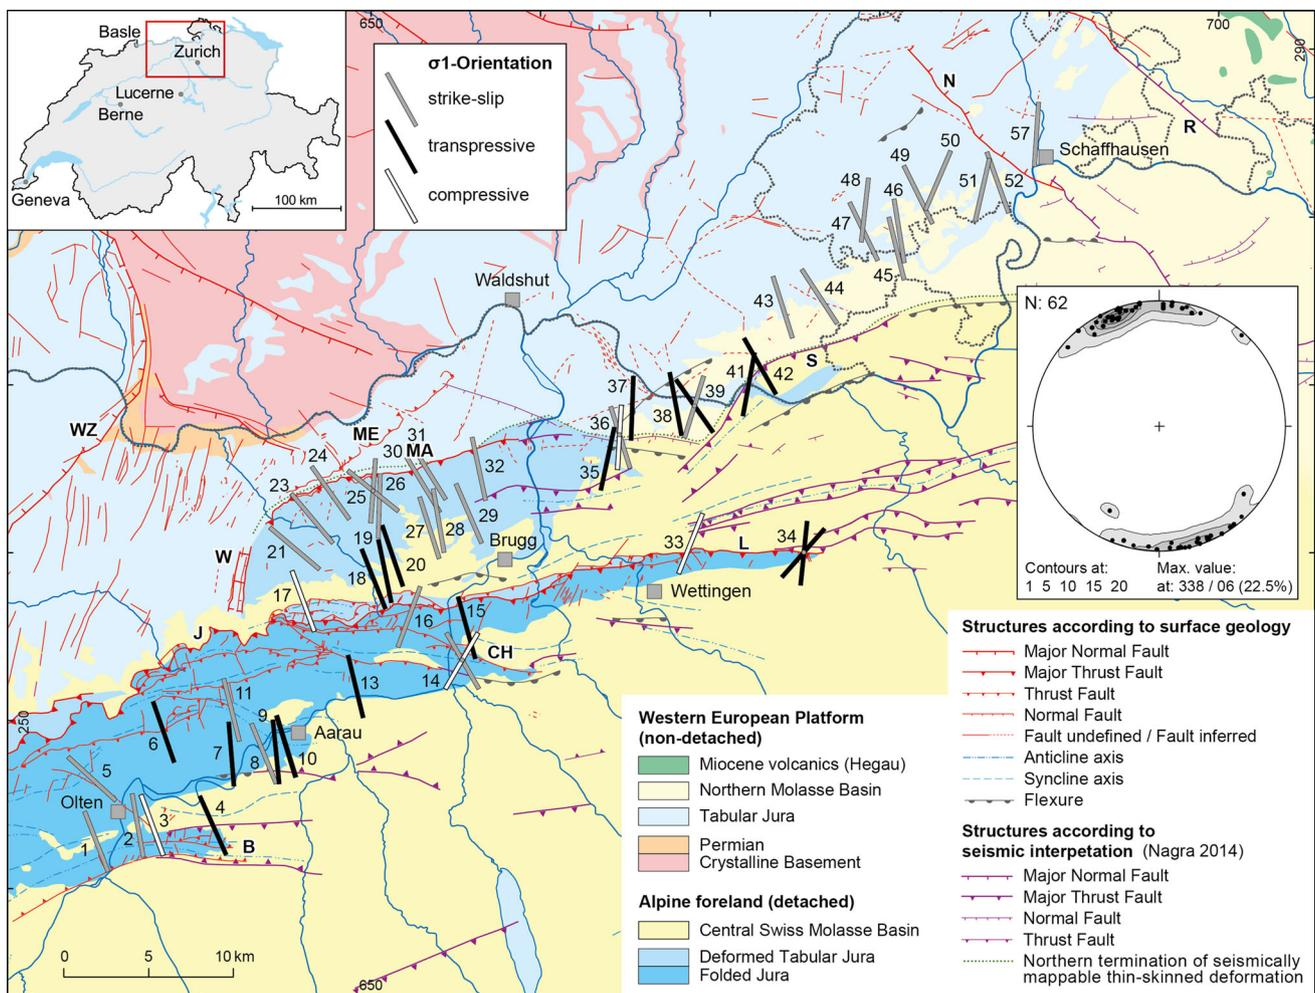 Basle
Zurich
Lucerne
Berne
Geneva
100 km
σ1-Orientation
strike-slip
transpressive
compressive
650
700
290
N
R
57
Schaffhausen
50
49
48
46
51
52
47
45
44
43
Waldshut
S
42
41
39
38
37
36
35
WZ
ME
31
MA
30
24
23
25
26
32
27
28
29
Brugg
21
19
20
18
W
17
33
L
34
Wettingen
15
16
CH
14
13
J
11
9
6
7
8
10
Aarau
250
5
Olten
4
3
2
1
B
0 5 10 km
650
N: 62
Contours at:
1 5 10 15 20
Max. value:
at: 338 / 06 (22.5%)
Western European Platform
(non-detached)
Miocene volcanics (Hegau)
Northern Molasse Basin
Tabular Jura
Permian
Crystalline Basement
Alpine foreland (detached)
Central Swiss Molasse Basin
Deformed Tabular Jura
Folded Jura
Structures according to surface geology
Major Normal Fault
Major Thrust Fault
Thrust Fault
Normal Fault
Fault undefined / Fault inferred
Anticline axis
Syncline axis
Flexure
Structures according to
seismic interpetation (Nagra 2014)
Major Normal Fault
Major Thrust Fault
Normal Fault
Thrust Fault
Northern termination of seismically
mappable thin-skinned deformation